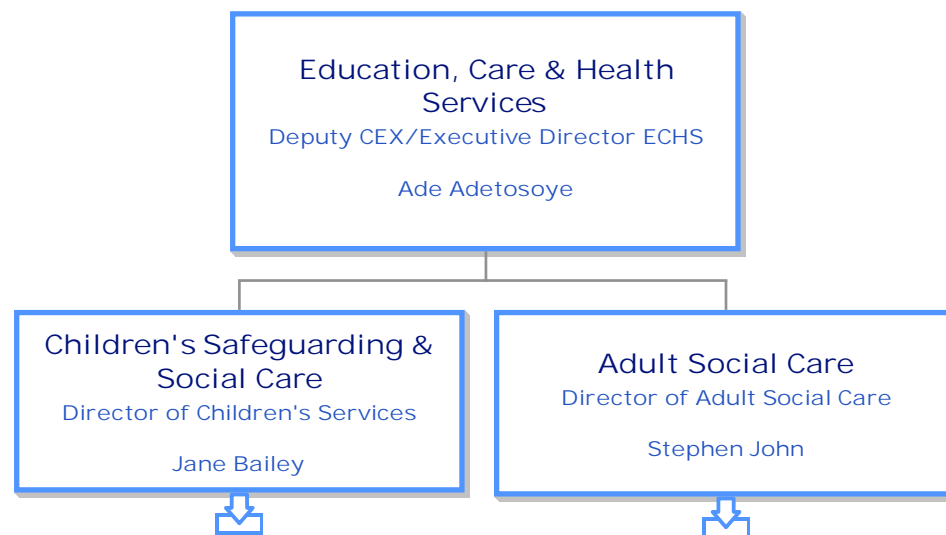 Education, Care & Health
Services
Deputy CEX/Executive Director ECHS
Ade Adetosoye
Children's Safeguarding &
Social Care
Director of Children's Services
Jane Bailey
Adult Social Care
Director of Adult Social Care
Stephen John